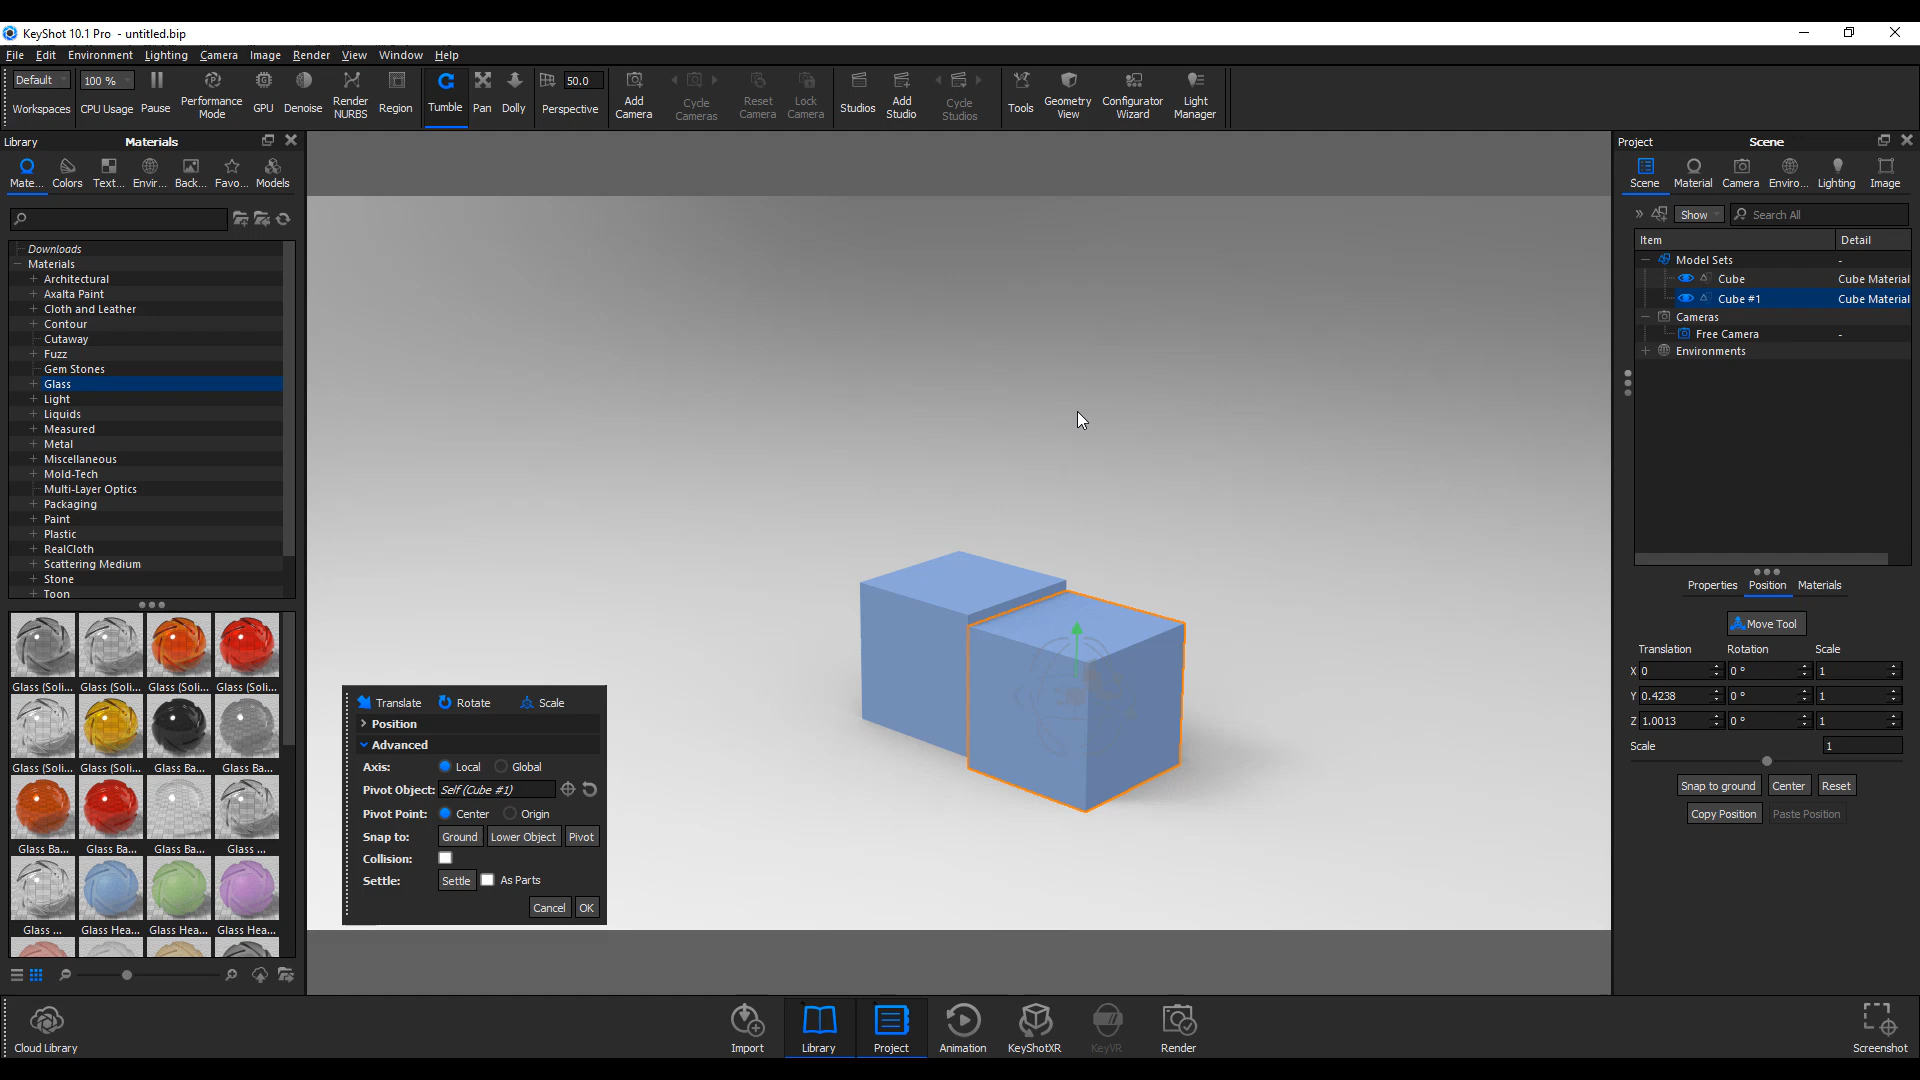 KeyShot 10.1 Pro - untitled.bip
File Edit Environment Lighting Camera Image Render View Window Help
Default 100 % 50.0
Workspaces CPU Usage Pause Performance Mode GPU Denoise Render NURBS Region Tumble Pan Dolly Perspective Add Camera Cycle Cameras Reset Camera Lock Camera Studios Add Studio Cycle Studios Tools Geometry View Configurator Wizard Light Manager
Library Materials
Mate... Colors Text... Envir... Back... Favo... Models
Downloads
Materials
Architectural
Axalta Paint
Cloth and Leather
Contour
Cutaway
Fuzz
Gem Stones
Glass
Light
Liquids
Measured
Metal
Miscellaneous
Mold-Tech
Multi-Layer Optics
Packaging
Paint
Plastic
RealCloth
Scattering Medium
Stone
Toon
Glass (Soli... Glass (Soli... Glass (Soli... Glass (Soli...
Glass (Soli... Glass (Soli... Glass Ba... Glass Ba...
Glass Ba... Glass Ba... Glass Ba... Glass ...
Glass ... Glass Hea... Glass Hea... Glass Hea...
Translate Rotate Scale
Position
Advanced
Axis: Local Global
Pivot Object: Self (Cube #1)
Pivot Point: Center Origin
Snap to: Ground Lower Object Pivot
Collision:
Settle: Settle As Parts
Cancel OK
Project Scene
Scene Material Camera Enviro... Lighting Image
Show Search All
Item Detail
Model Sets -
Cube Cube Material
Cube #1 Cube Material
Cameras
Free Camera -
Environments
Properties Position Materials
Move Tool
Translation Rotation Scale
X 0 0 ° 1
Y 0.4238 0 ° 1
Z 1.0013 0 ° 1
Scale 1
Snap to ground Center Reset
Copy Position Paste Position
Cloud Library Import Library Project Animation KeyShotXR KeyVR Render Screenshot